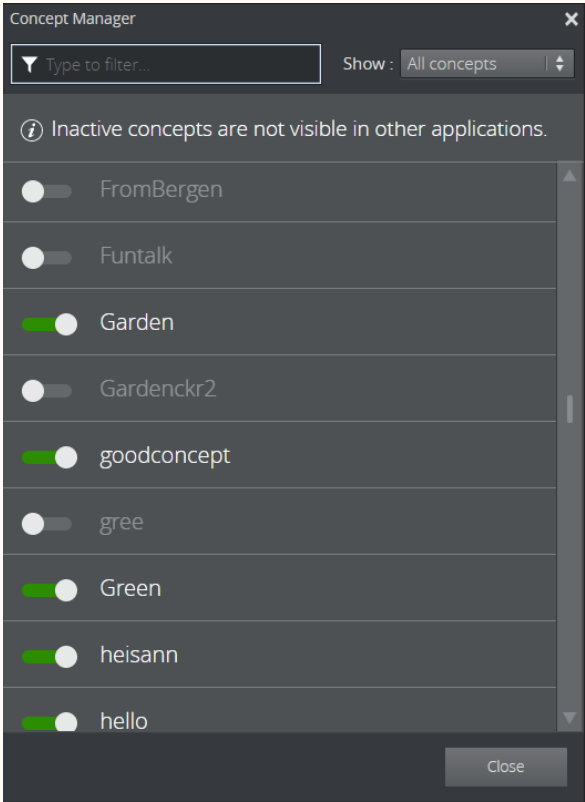 Concept Manager
Type to filter...
Show : All concepts
Inactive concepts are not visible in other applications.
FromBergen
Funtalk
Garden
Gardenckr2
goodconcept
gree
Green
heisann
hello
Close